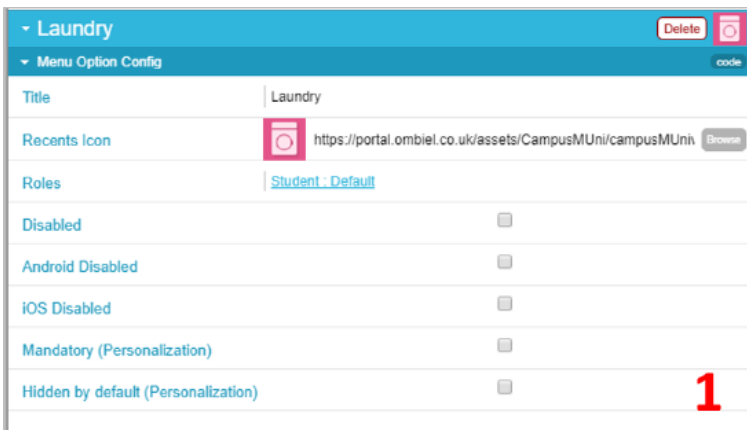 Laundry Delete
Menu Option Config code
Title Laundry
Recents Icon https://portal.ombiel.co.uk/assets/CampusMUni/campusMUniv Browse
Roles Student : Default
Disabled
Android Disabled
iOS Disabled
Mandatory (Personalization)
Hidden by default (Personalization)
1